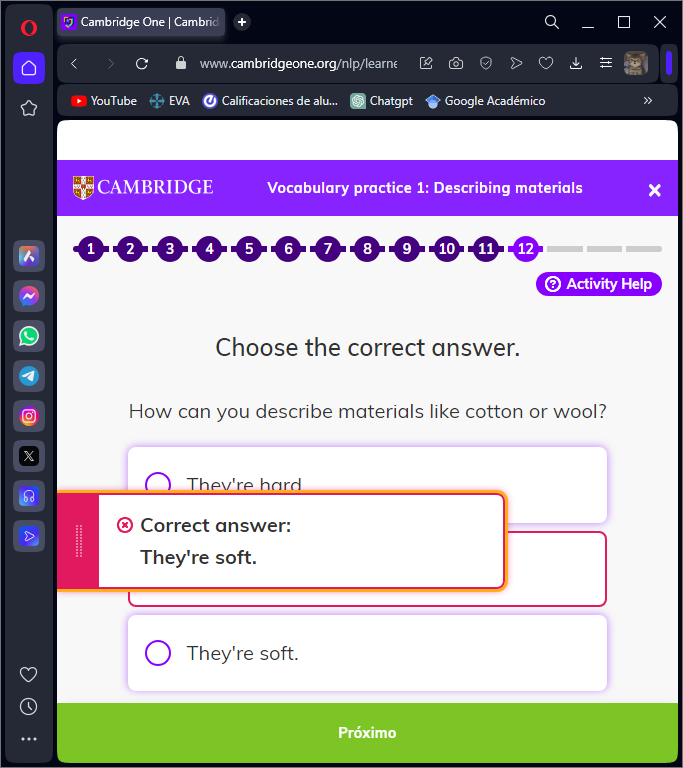 Cambridge One | Cambrid
www.cambridgeone.org/nlp/learne
YouTube EVA Calificaciones de alu... Chatgpt Google Académico
CAMBRIDGE Vocabulary practice 1: Describing materials
1 2 3 4 5 6 7 8 9 10 11 12
Activity Help
Choose the correct answer.
How can you describe materials like cotton or wool?
They're hard
Correct answer:
They're soft.
They're soft.
Próximo